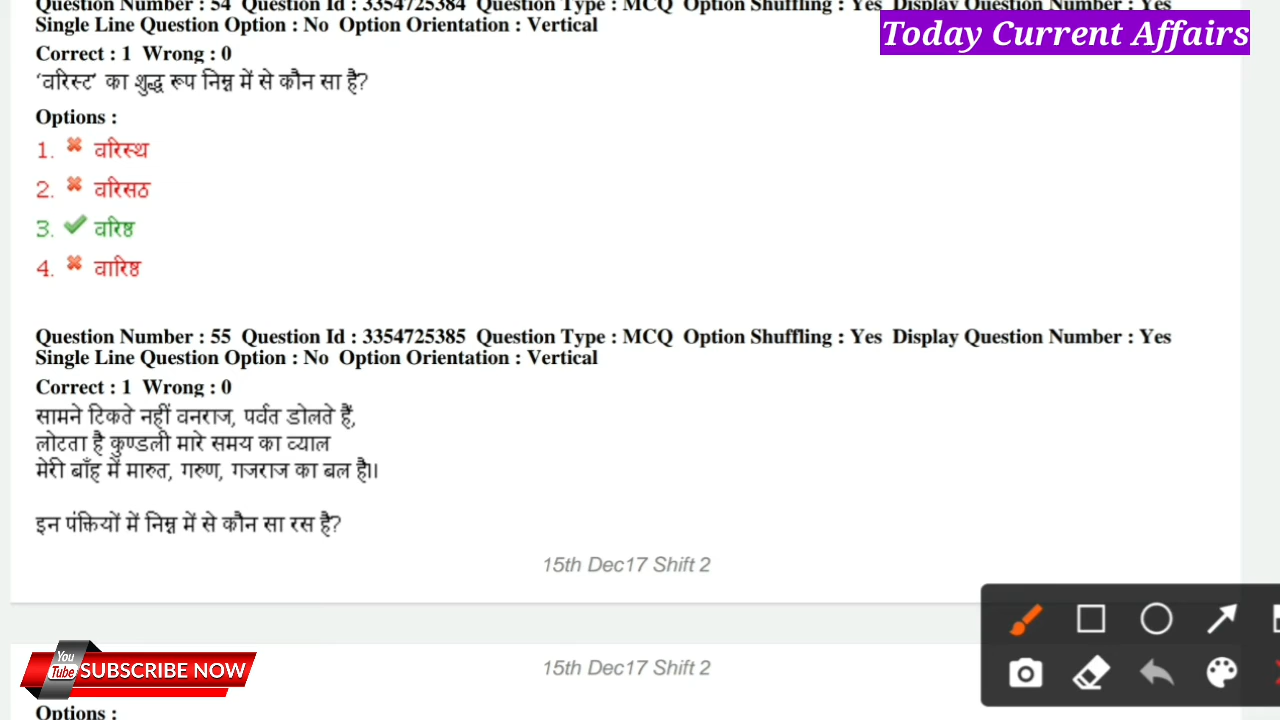 Question Number : 54 Question Id : 3354725384 Question Type : MCQ Option Shuffling : Yes Display Question Number : Yes
Single Line Question Option : No Option Orientation : Vertical
Today Current Affairs
Correct : 1 Wrong : 0
‘वरिस्ट’ का शुद्ध रूप निम्न में से कौन सा है?
Options :
1. वरिस्थ
2. वरिसठ
3. वरिष्ठ
4. वारिष्ठ
Question Number : 55 Question Id : 3354725385 Question Type : MCQ Option Shuffling : Yes Display Question Number : Yes
Single Line Question Option : No Option Orientation : Vertical
Correct : 1 Wrong : 0
सामने टिकते नहीं वनराज, पर्वत डोलते हैं,
लोटता है कुण्डली मारे समय का व्याल
मेरी बाँह में मारुत, गरुण, गजराज का बल है।।
इन पंक्तियों में निम्न में से कौन सा रस है?
15th Dec17 Shift 2
15th Dec17 Shift 2
You Tube SUBSCRIBE NOW
Options :